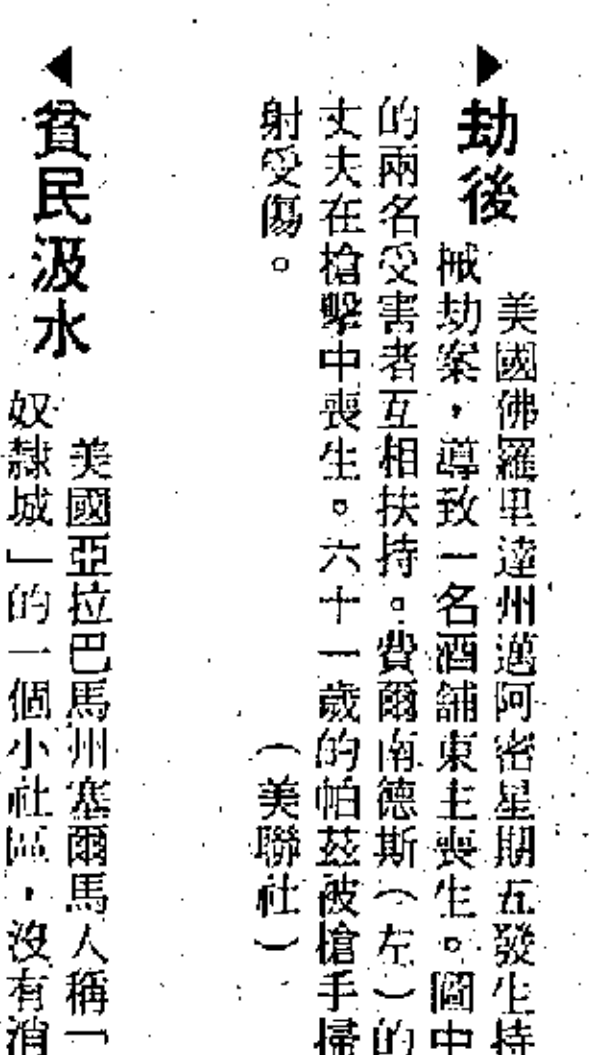 ▶劫後
美國佛羅里達州邁阿密星期五發生持
械劫案，導致一名酒舖東主喪生。圖中
的兩名受害者互相扶持。費爾南德斯（左）的
丈夫在槍擊中喪生。六十一歲的帕茲被槍手掃
射受傷。
（美聯社）
◀貧民汲水
美國亞拉巴馬州塞爾馬人稱「
奴隸城」的一個小社區，沒有消